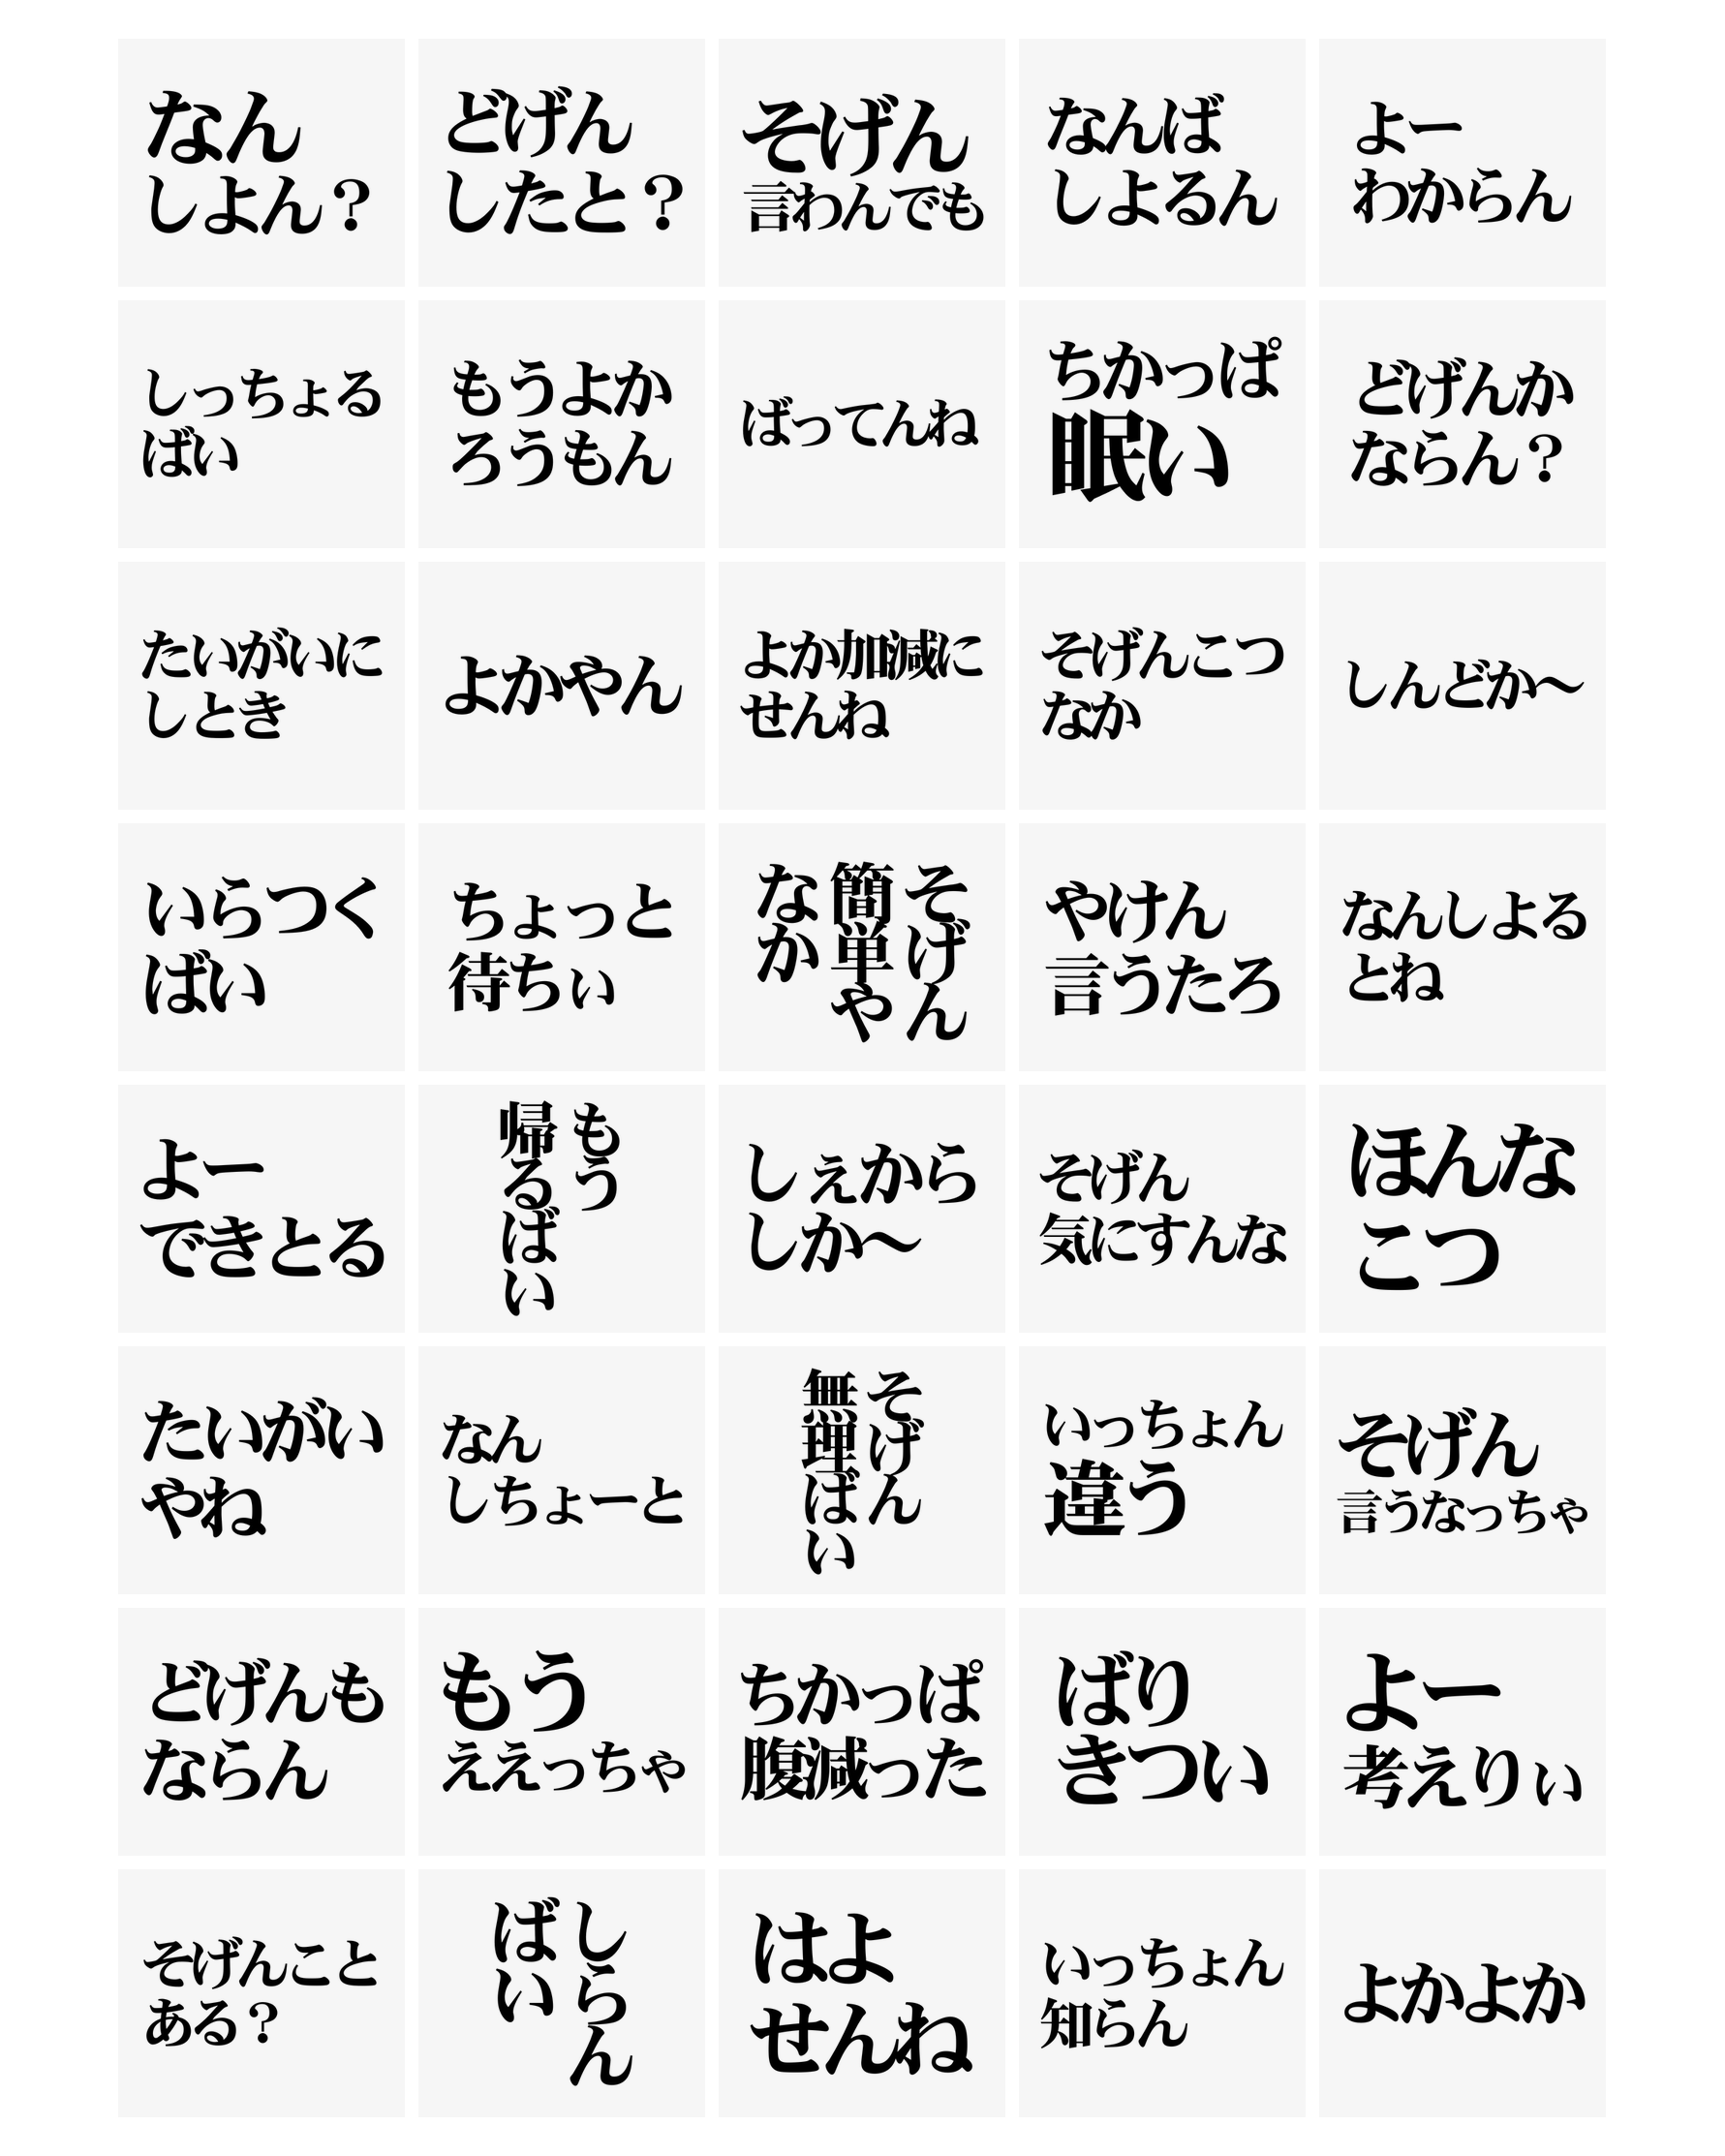 なん
しよん？
どげん
したと？
そげん
言わんでも
なんば
しよるん
よー
わからん
しっちょる
ばい
もうよか
ろうもん
ばってんね
ちかっぱ
眠い
どげんか
ならん？
たいがいに
しとき
よかやん
よか加減に
せんね
そげんこつ
なか
しんどか〜
いらつく
ばい
ちょっと
待ちぃ
そげん
簡単や
なか
やけん
言うたろ
なんしよる
とね
よー
できとる
もう
帰るばい
しぇから
しか〜
そげん
気にすんな
ほんな
こつ
たいがい
やね
なん
しちょーと
そげん
無理ばい
いっちょん
違う
そげん
言うなっちゃ
どげんも
ならん
もう
ええっちゃ
ちかっぱ
腹減った
ばり
きつい
よー
考えりぃ
そげんこと
ある？
しらん
ばい
はよ
せんね
いっちょん
知らん
よかよか